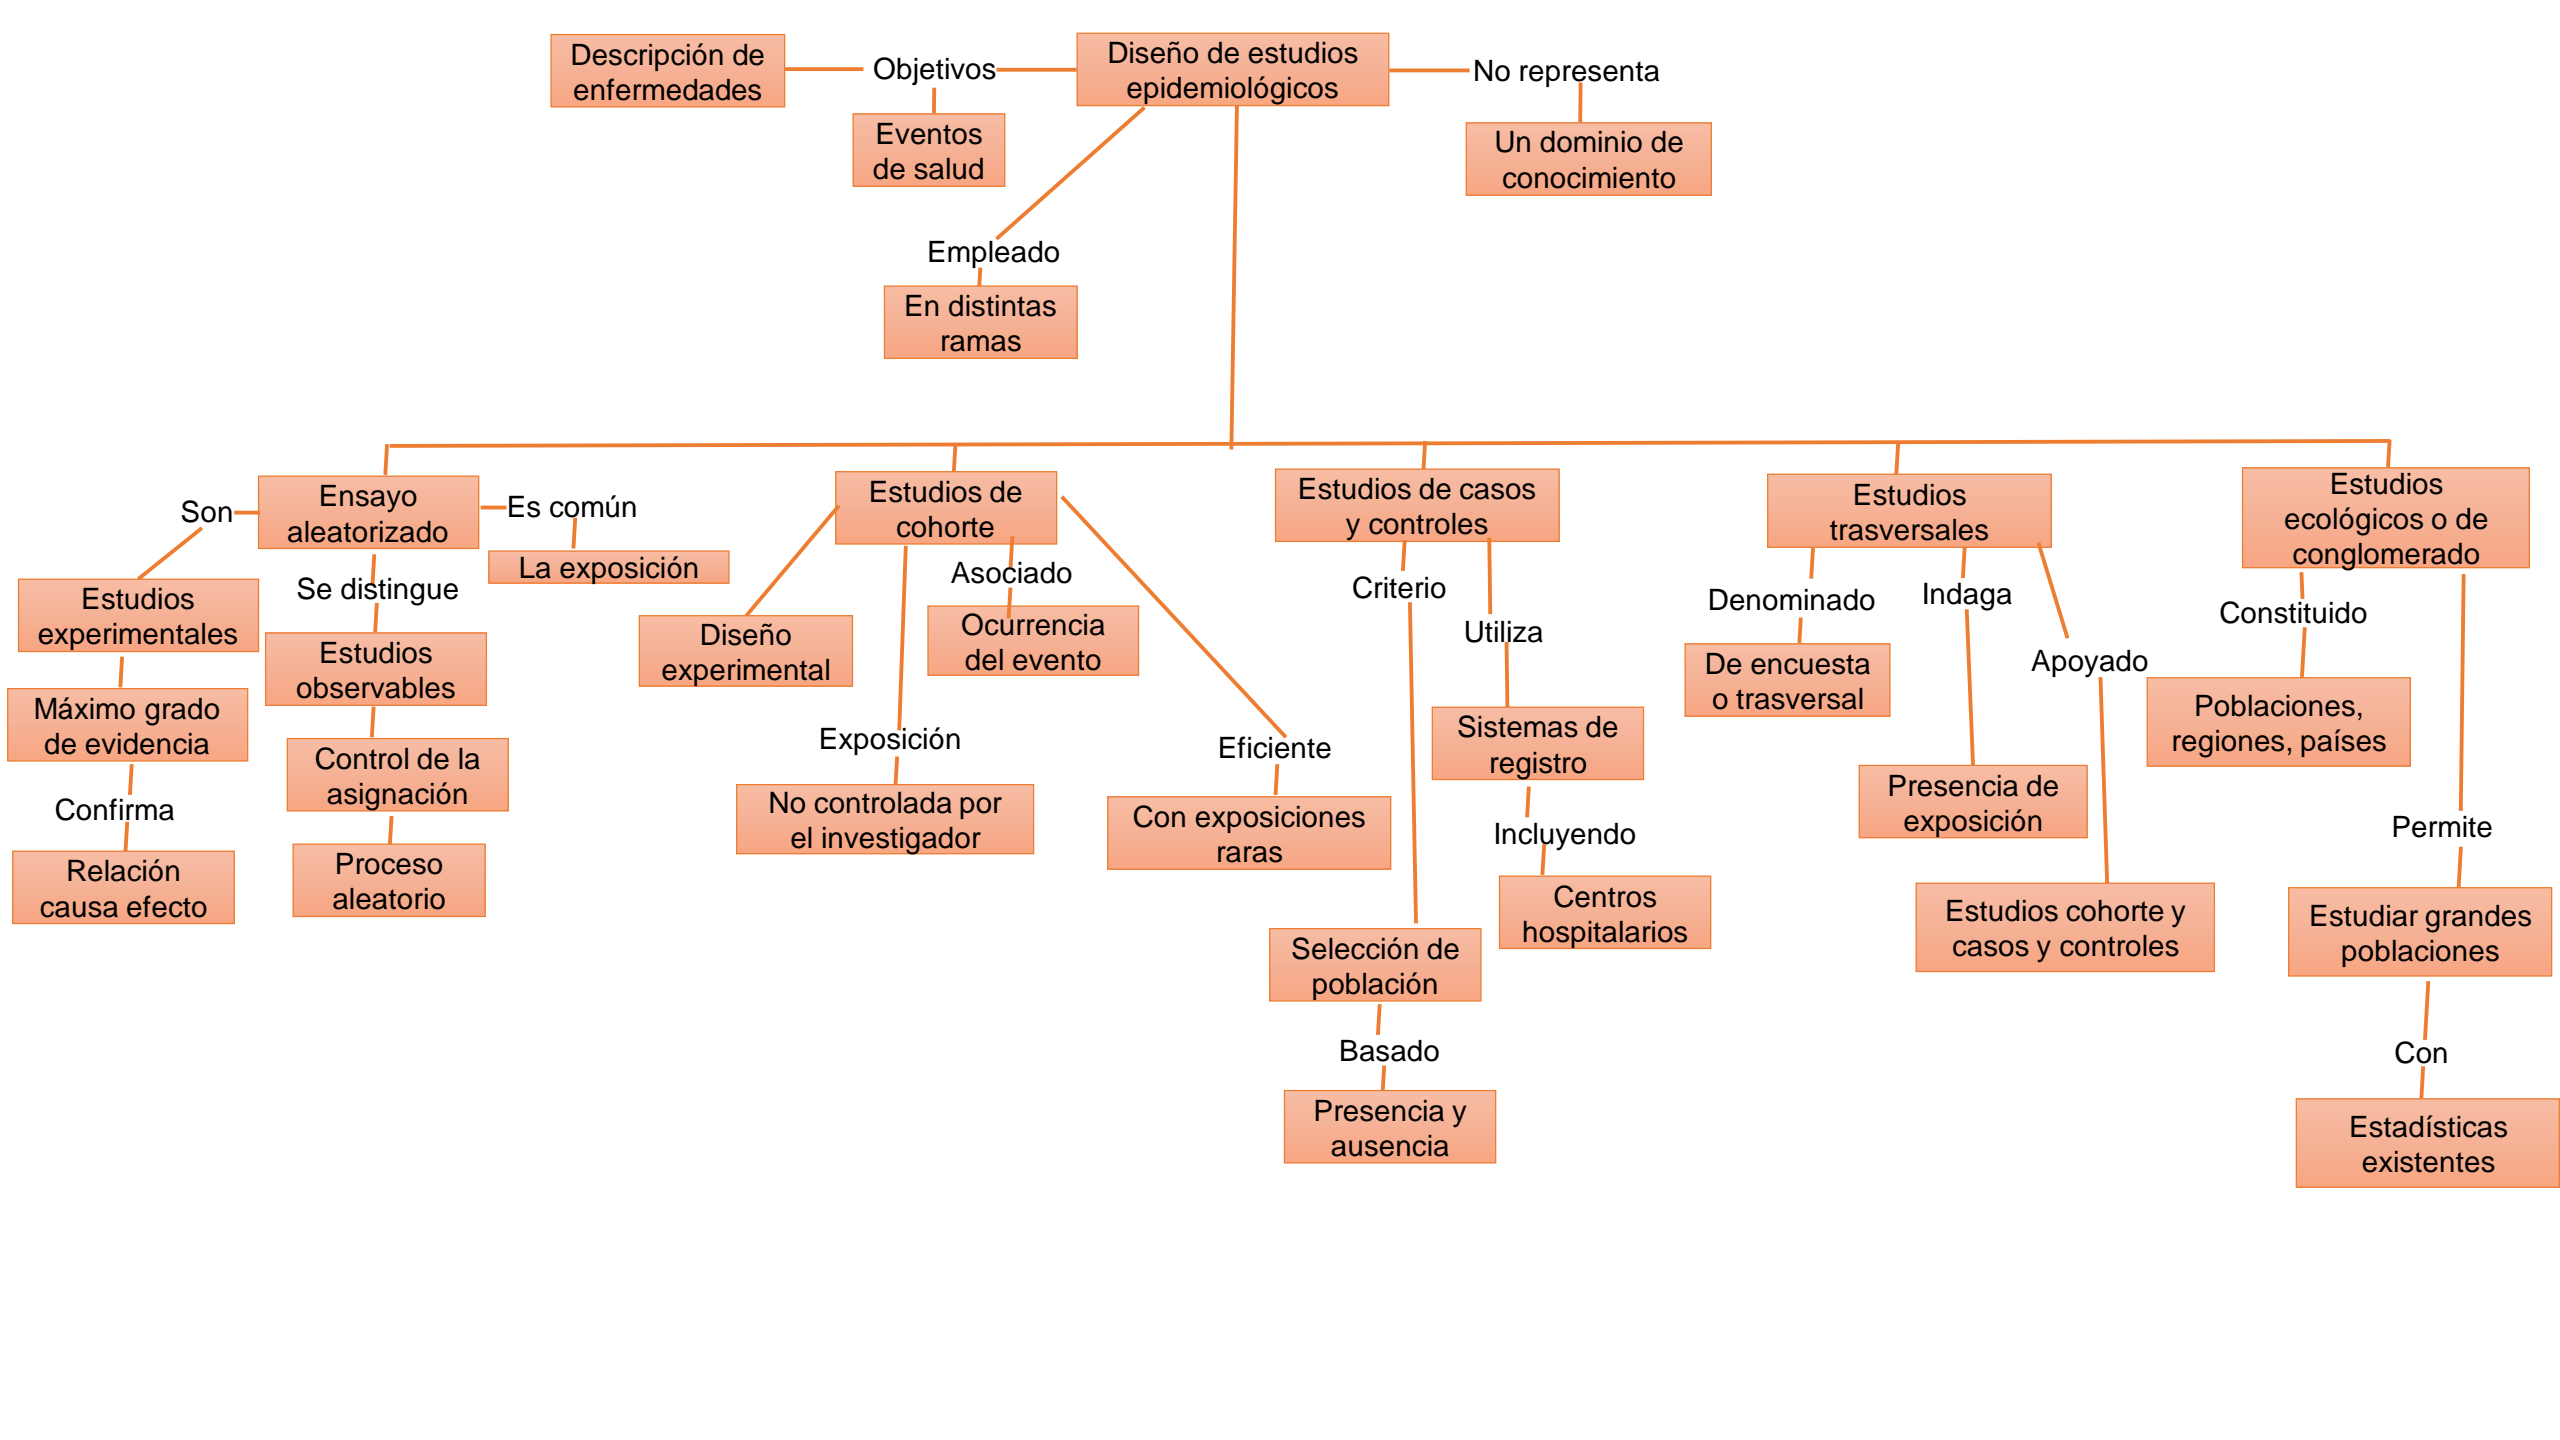 Descripción de
enfermedades
Objetivos
Diseño de estudios
epidemiológicos
No representa
Eventos
de salud
Un dominio de
conocimiento
Empleado
En distintas
ramas
Son
Ensayo
aleatorizado
Es común
La exposición
Estudios
experimentales
Máximo grado
de evidencia
Confirma
Relación
causa efecto
Se distingue
Estudios
observables
Control de la
asignación
Proceso
aleatorio
Estudios de
cohorte
Diseño
experimental
Exposición
No controlada por
el investigador
Asociado
Ocurrencia
del evento
Eficiente
Con exposiciones
raras
Estudios de casos
y controles
Criterio
Selección de
población
Basado
Presencia y
ausencia
Utiliza
Sistemas de
registro
Incluyendo
Centros
hospitalarios
Estudios
trasversales
Denominado
De encuesta
o trasversal
Indaga
Presencia de
exposición
Apoyado
Estudios cohorte y
casos y controles
Estudios
ecológicos o de
conglomerado
Constituido
Poblaciones,
regiones, países
Permite
Estudiar grandes
poblaciones
Con
Estadísticas
existentes